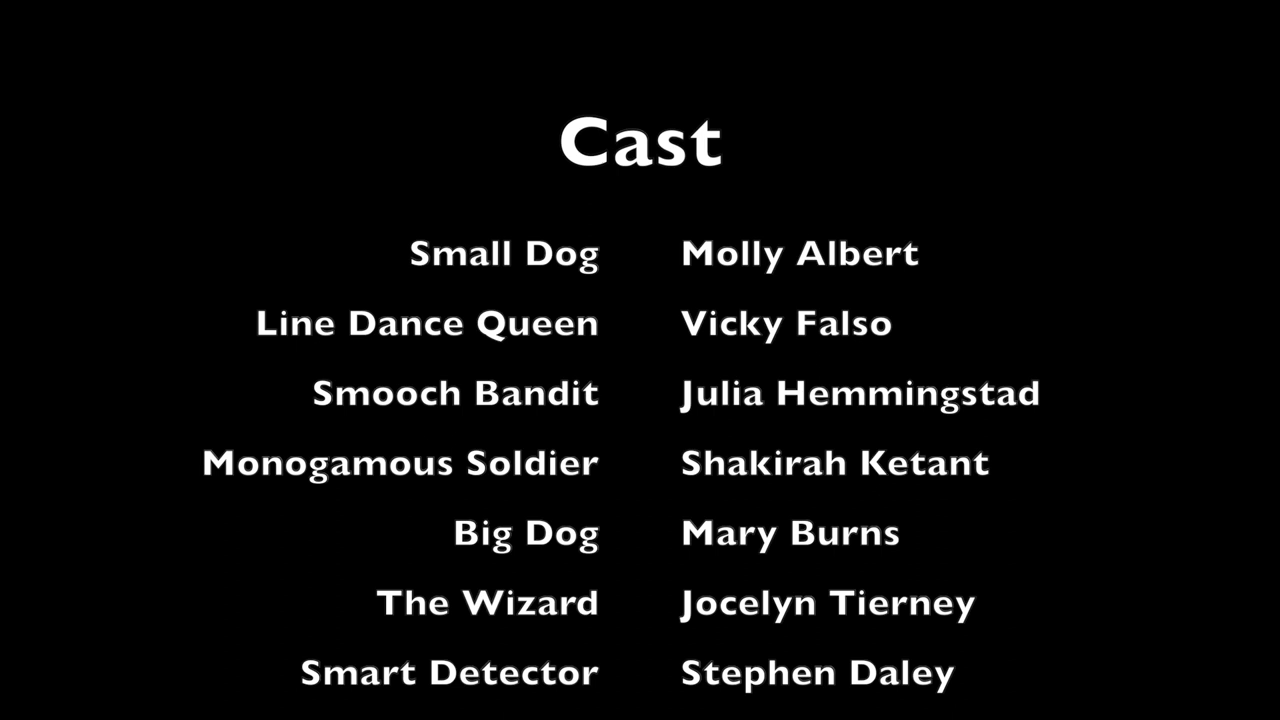 Cast
Small Dog Molly Albert
Line Dance Queen Vicky Falso
Smooch Bandit Julia Hemmingstad
Monogamous Soldier Shakirah Ketant
Big Dog Mary Burns
The Wizard Jocelyn Tierney
Smart Detector Stephen Daley